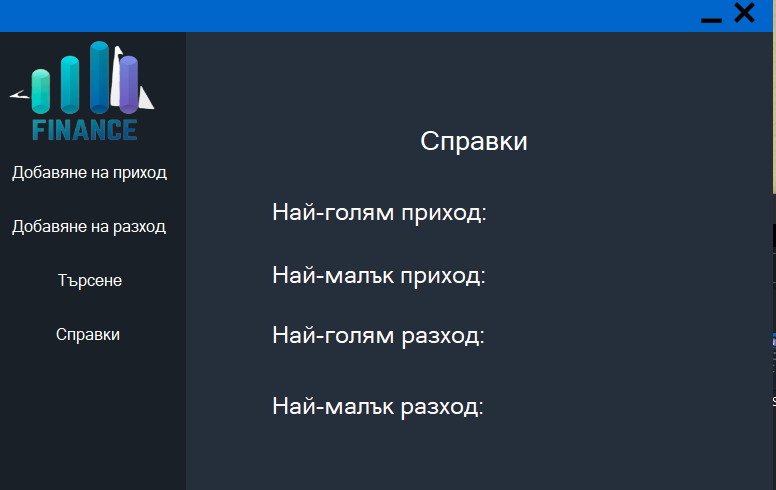 FINANCE
Добавяне на приход
Добавяне на разход
Търсене
Справки
Справки
Най-голям приход:
Най-малък приход:
Най-голям разход:
Най-малък разход: